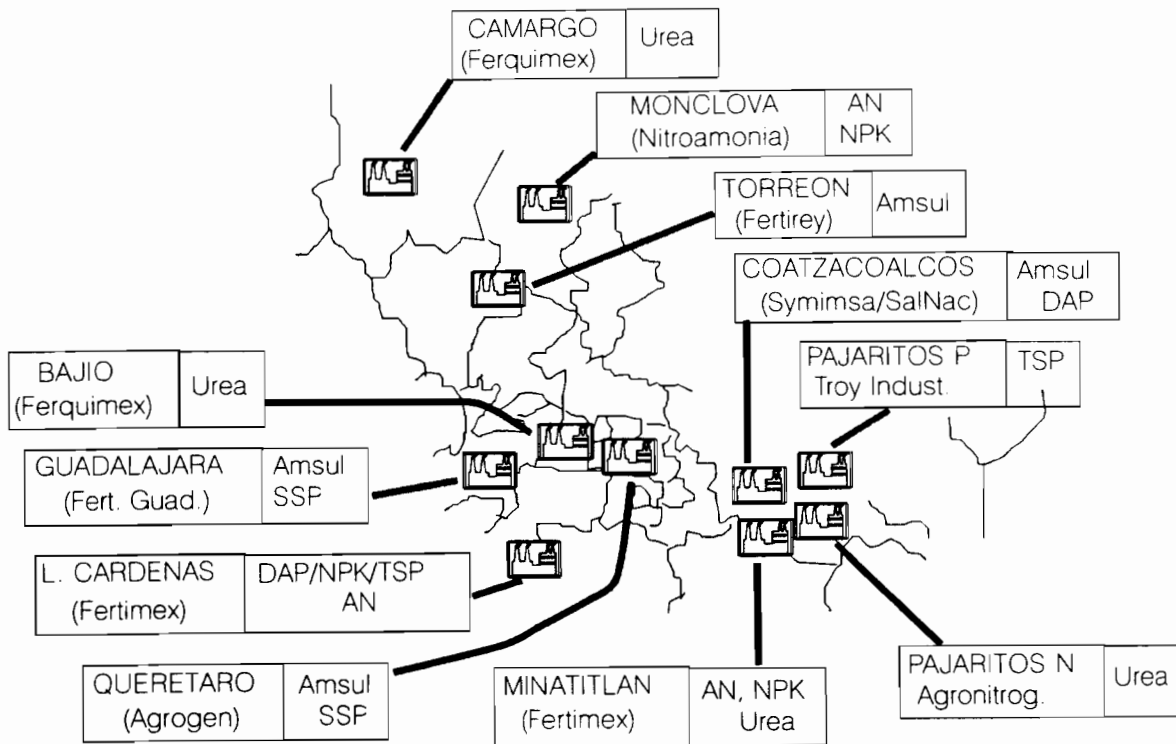 CAMARGO
(Ferquimex)
Urea
MONCLOVA
(Nitroamonia)
AN
NPK
TORREON
(Fertirey)
Amsul
COATZACOALCOS
(Symimsa/SalNac)
Amsul
DAP
PAJARITOS P
Troy Indust.
TSP
BAJIO
(Ferquimex)
Urea
GUADALAJARA
(Fert. Guad.)
Amsul
SSP
L. CARDENAS
(Fertimex)
DAP/NPK/TSP
AN
QUERETARO
(Agrogen)
Amsul
SSP
MINATITLAN
(Fertimex)
AN, NPK
Urea
PAJARITOS N
Agronitrog.
Urea